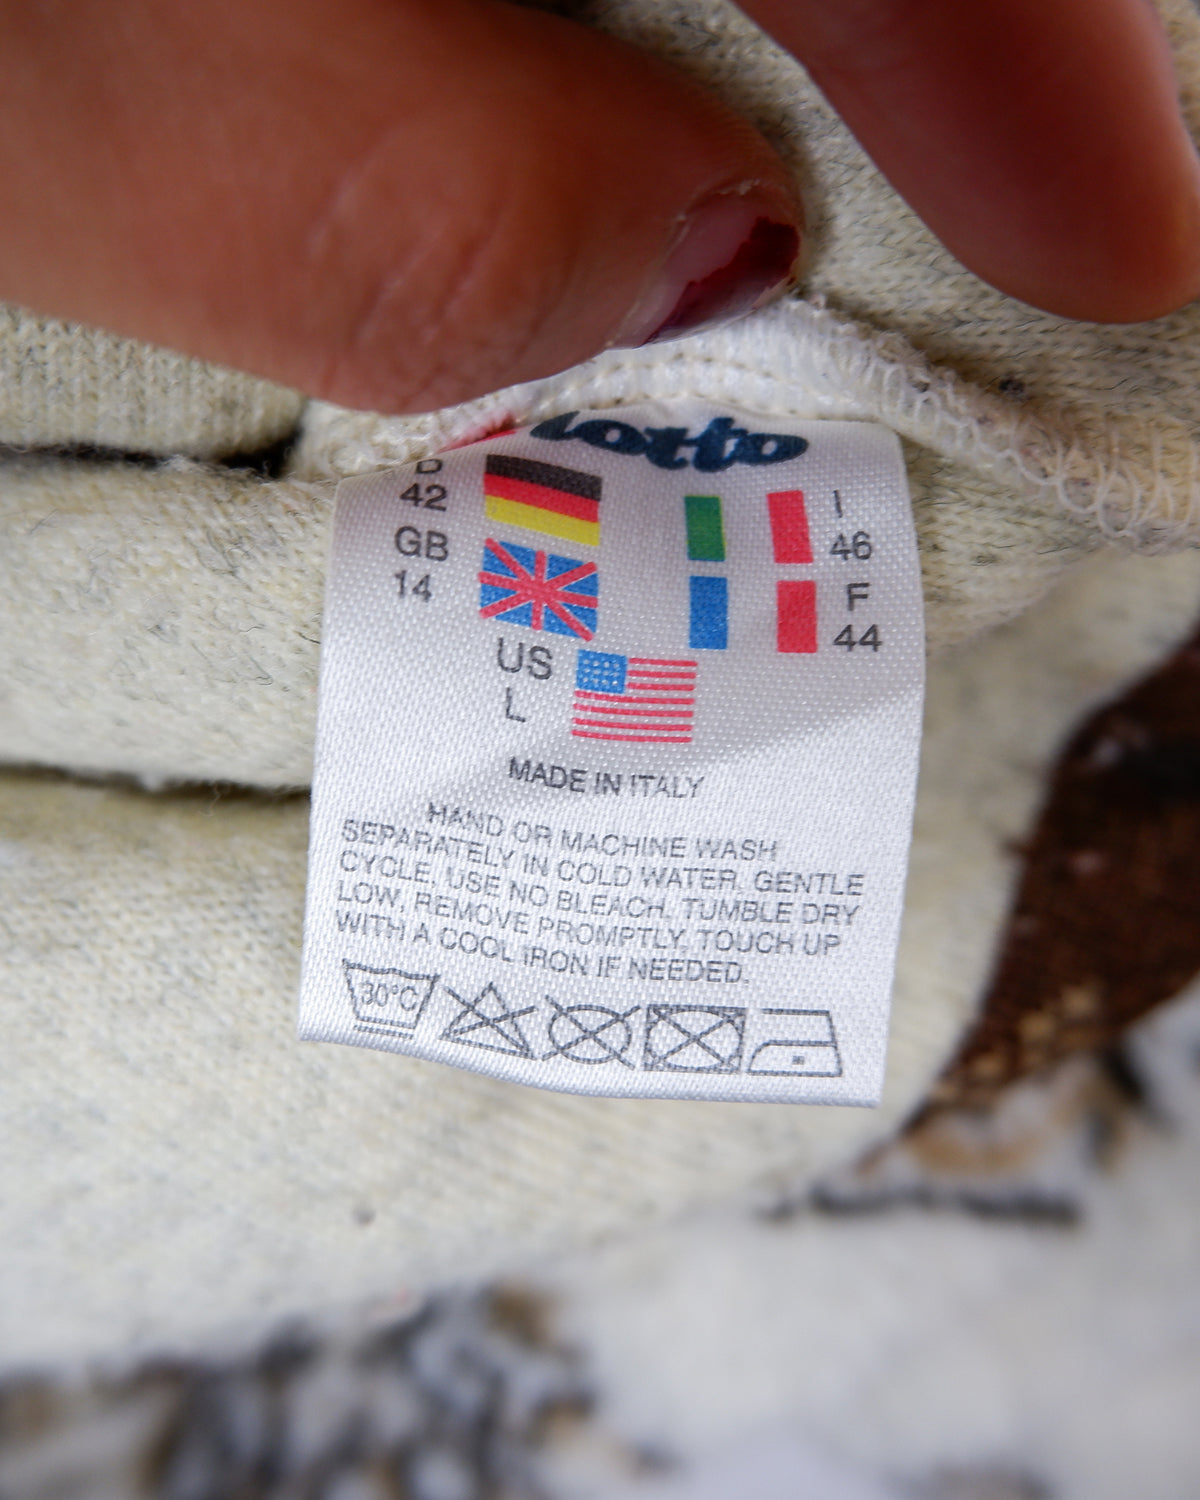 lotto
D
42
GB
14
I
46
F
44
US
L
MADE IN ITALY
HAND OR MACHINE WASH
SEPARATELY IN COLD WATER. GENTLE
CYCLE. USE NO BLEACH. TUMBLE DRY
LOW, REMOVE PROMPTLY. TOUCH UP
WITH A COOL IRON IF NEEDED.
30°C